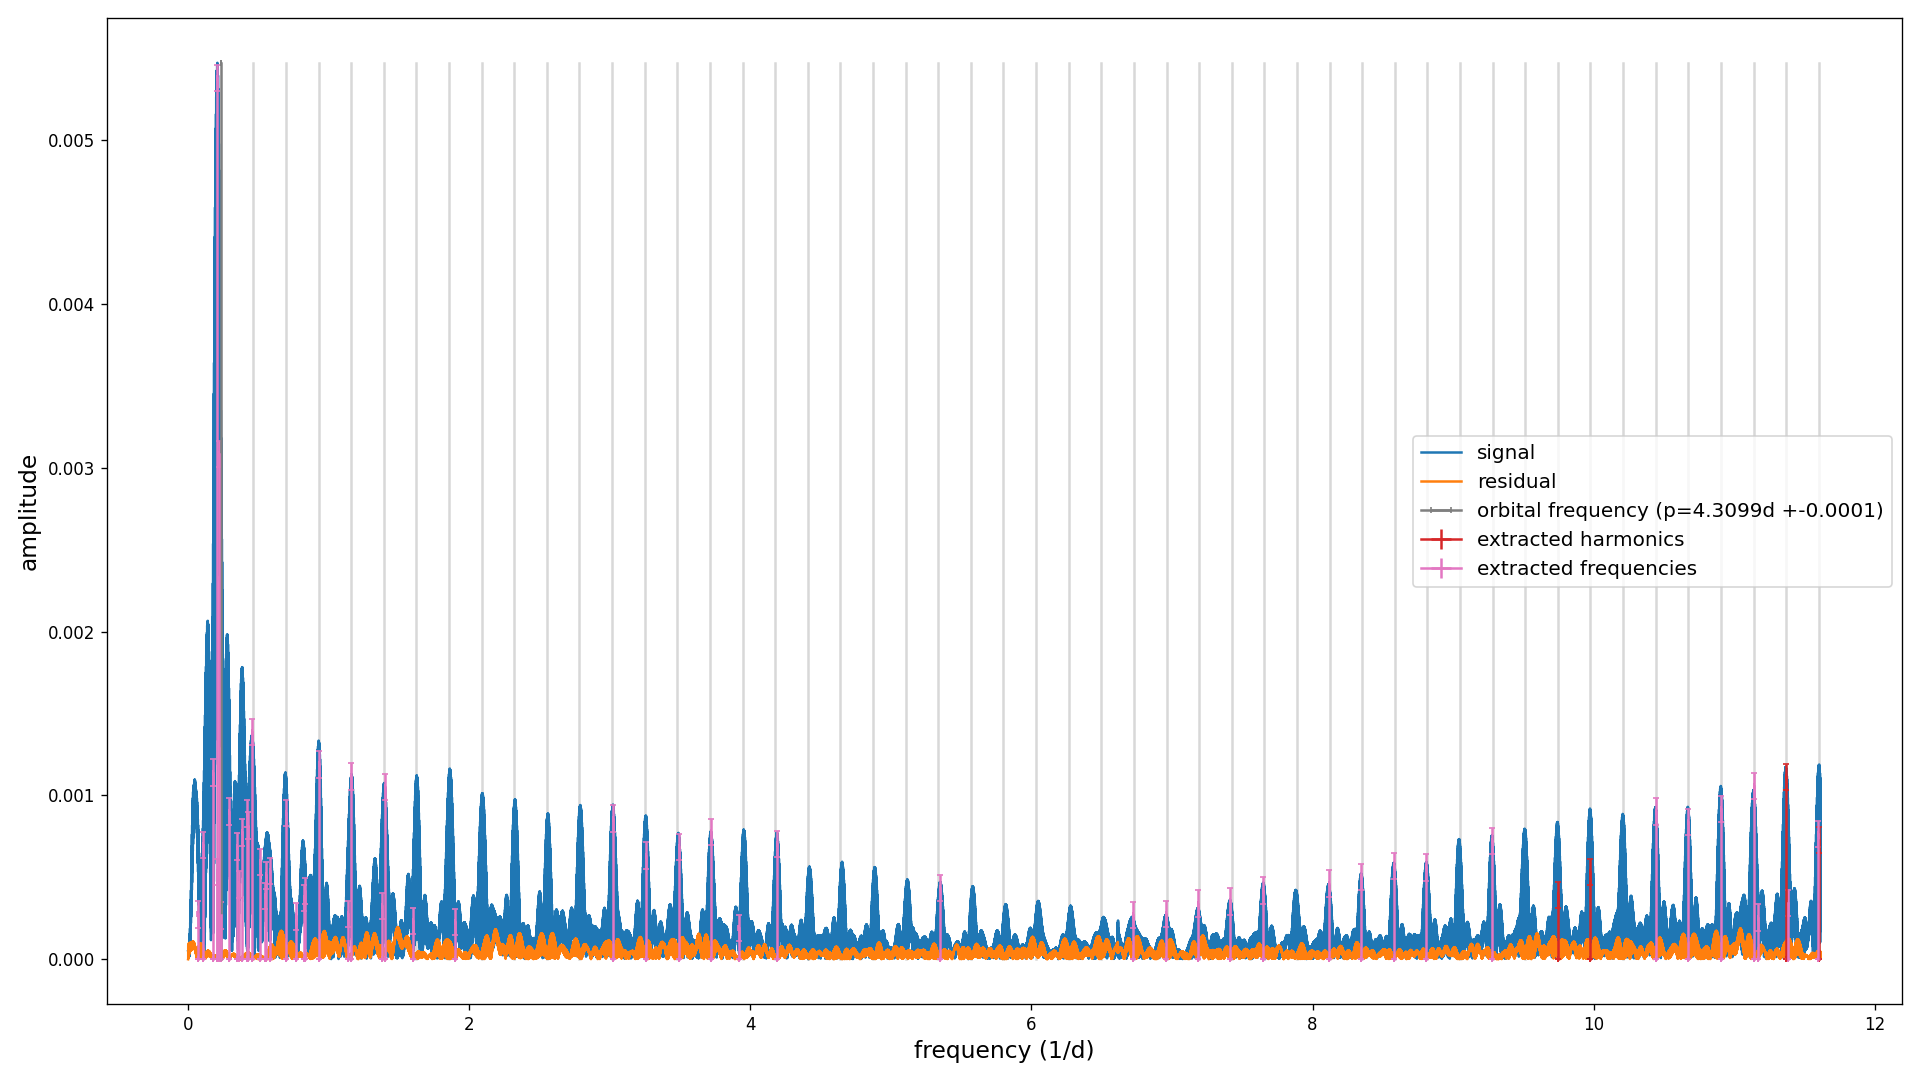 0.005
0.004
0.003
0.002
0.001
0.000
amplitude
signal
residual
orbital frequency (p=4.3099d +-0.0001)
extracted harmonics
extracted frequencies
0 2 4 6 8 10 12
frequency (1/d)